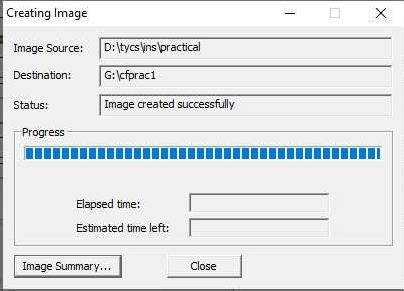 Creating Image
Image Source: D:\tycs\ins\practical
Destination: G:\cfprac1
Status: Image created successfully
Progress
Elapsed time:
Estimated time left:
Image Summary... Close